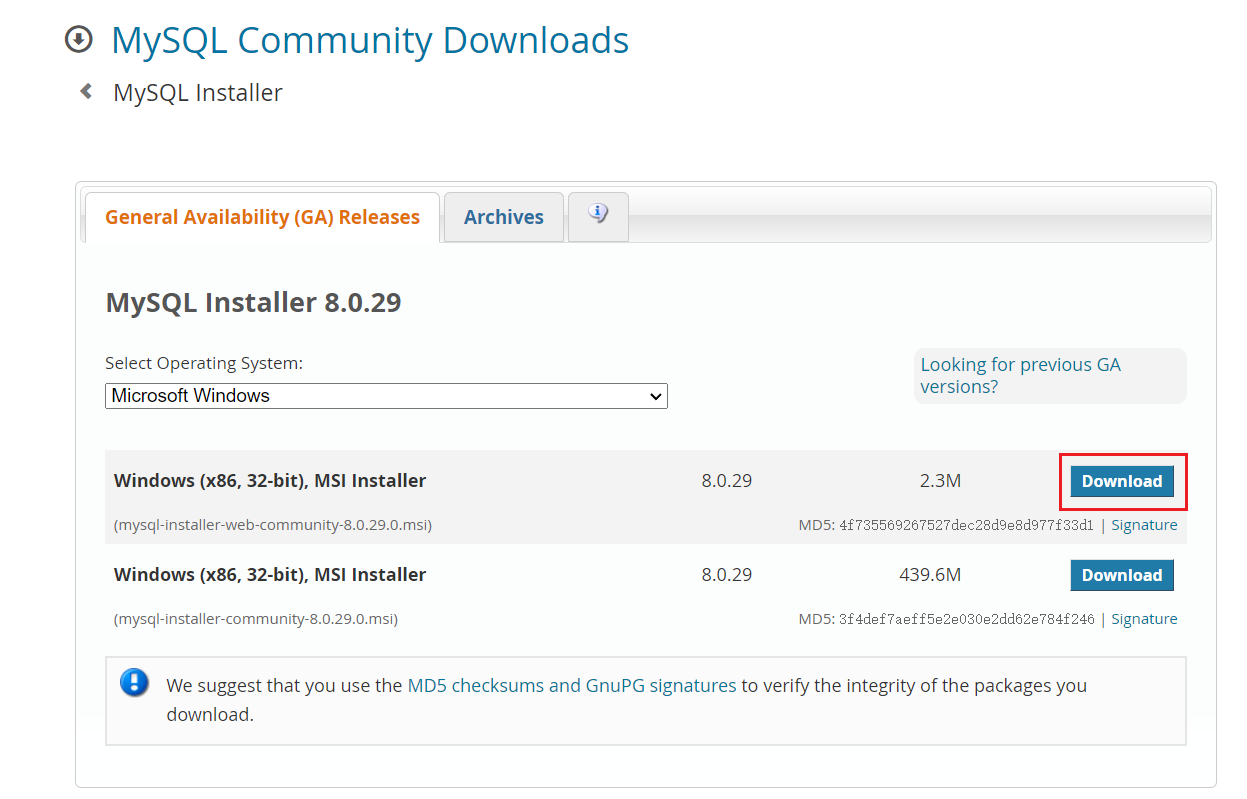 MySQL Community Downloads
MySQL Installer
General Availability (GA) Releases
Archives
MySQL Installer 8.0.29
Select Operating System:
Microsoft Windows
Looking for previous GA
versions?
Windows (x86, 32-bit), MSI Installer 8.0.29 2.3M Download
(mysql-installer-web-community-8.0.29.0.msi) MD5: 4f735569267527dec28d9e8d977f33d1 | Signature
Windows (x86, 32-bit), MSI Installer 8.0.29 439.6M Download
(mysql-installer-community-8.0.29.0.msi) MD5: 3f4def7aeff5e2e030e2dd62e784f246 | Signature
We suggest that you use the MD5 checksums and GnuPG signatures to verify the integrity of the packages you
download.